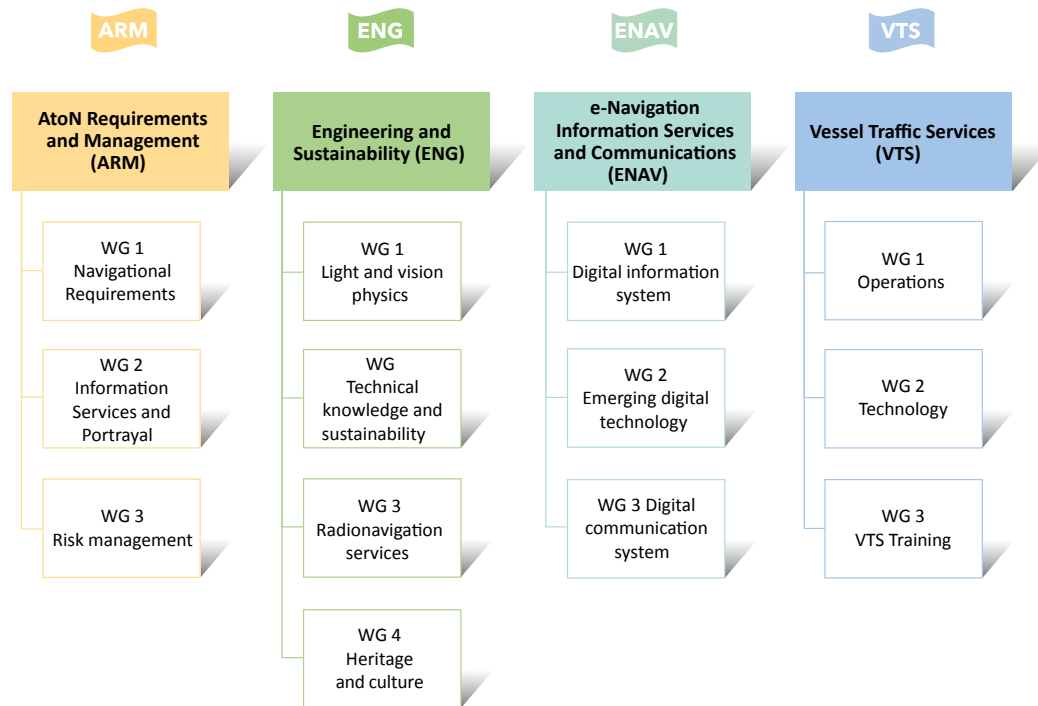 ARM
ENG
ENAV
VTS
AtoN Requirements
and Management
(ARM)
WG 1
Navigational
Requirements
WG 2
Information
Services and
Portrayal
WG 3
Risk management
Engineering and
Sustainability (ENG)
WG 1
Light and vision
physics
WG
Technical
knowledge and
sustainability
WG 3
Radionavigation
services
WG 4
Heritage
and culture
e-Navigation
Information Services
and Communications
(ENAV)
WG 1
Digital information
system
WG 2
Emerging digital
technology
WG 3 Digital
communication
system
Vessel Traffic Services
(VTS)
WG 1
Operations
WG 2
Technology
WG 3
VTS Training